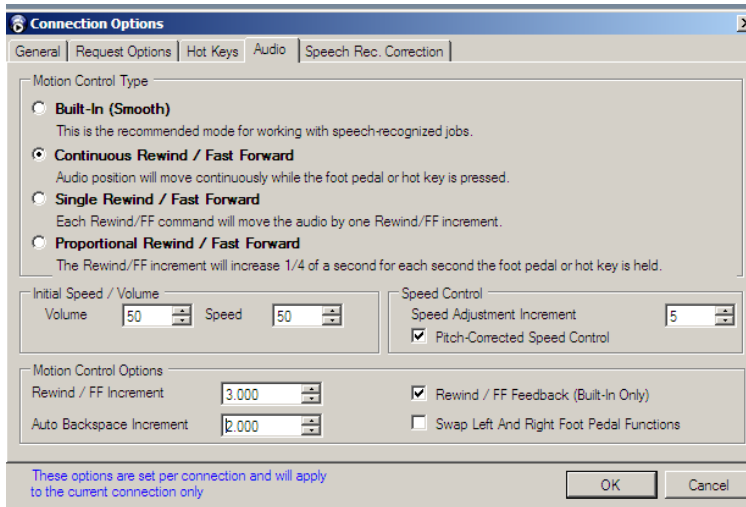 Connection Options
General Request Options Hot Keys Audio Speech Rec. Correction
Motion Control Type
Built-In (Smooth)
This is the recommended mode for working with speech-recognized jobs.
Continuous Rewind / Fast Forward
Audio position will move continuously while the foot pedal or hot key is pressed.
Single Rewind / Fast Forward
Each Rewind/FF command will move the audio by one Rewind/FF increment.
Proportional Rewind / Fast Forward
The Rewind/FF increment will increase 1/4 of a second for each second the foot pedal or hot key is held.
Initial Speed / Volume
Volume 50 Speed 50
Speed Control
Speed Adjustment Increment 5
Pitch-Corrected Speed Control
Motion Control Options
Rewind / FF Increment 3.000
Auto Backspace Increment 2.000
Rewind / FF Feedback (Built-In Only)
Swap Left And Right Foot Pedal Functions
These options are set per connection and will apply
to the current connection only
OK Cancel